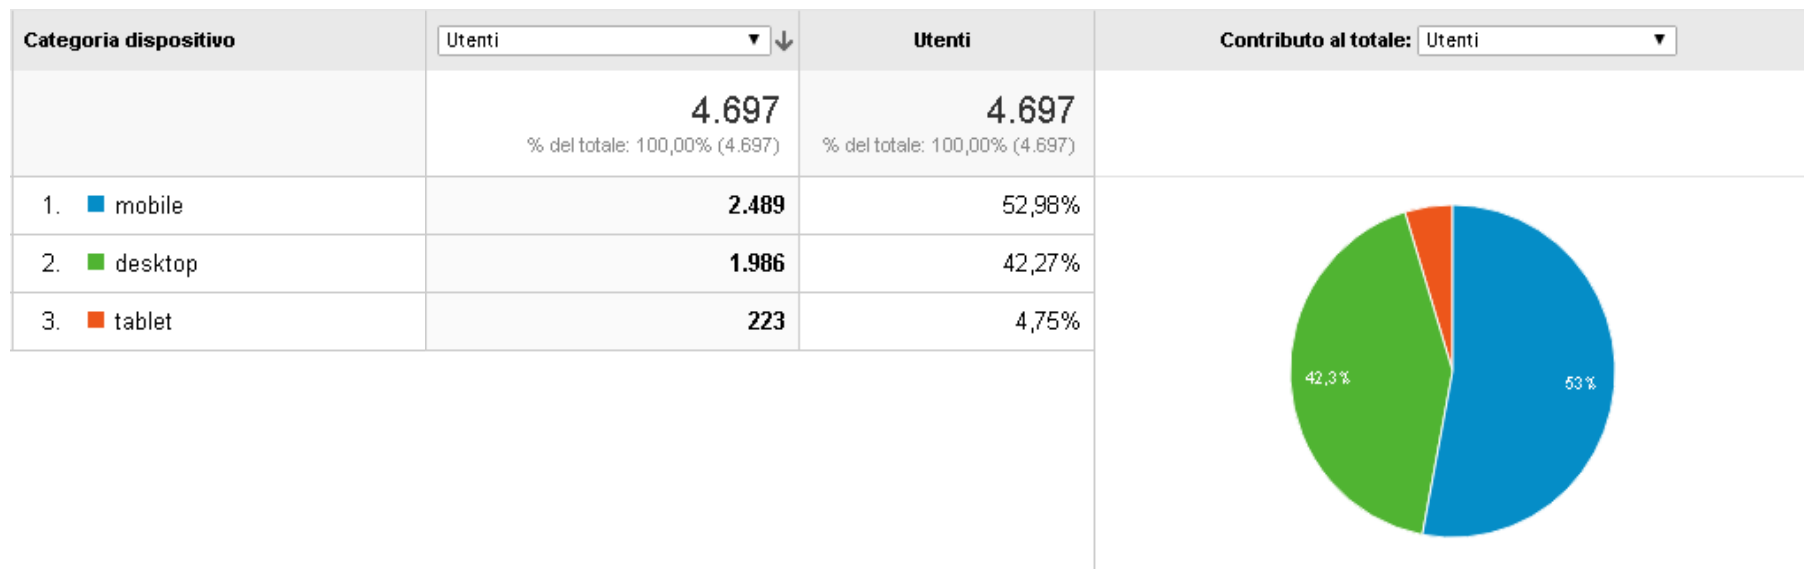 Categoria dispositivo Utenti Utenti Contributo al totale: Utenti
4.697 4.697
% del totale: 100,00% (4.697) % del totale: 100,00% (4.697)
1. mobile 2.489 52,98%
2. desktop 1.986 42,27%
3. tablet 223 4,75%
42,3%
53%